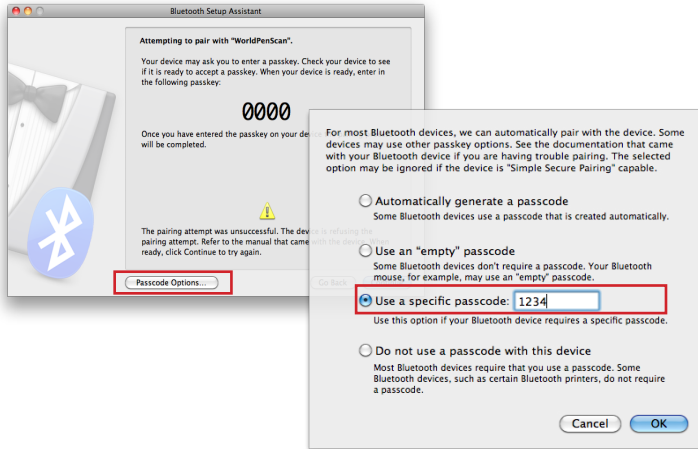 Bluetooth Setup Assistant
Attempting to pair with "WorldPenScan".
Your device may ask you to enter a passkey. Check your device to see
if it is ready to accept a passkey. When your device is ready, enter in
the following passkey:
0000
Once you have entered the passkey on your device
will be completed.
The pairing attempt was unsuccessful. The device is refusing the
pairing attempt. Refer to the manual that came with the device. When
ready, click Continue to try again.
Passcode Options...
Go Back
For most Bluetooth devices, we can automatically pair with the device. Some
devices may use other passkey options. See the documentation that came
with your Bluetooth device if you are having trouble pairing. The selected
option may be ignored if the device is "Simple Secure Pairing" capable.
Automatically generate a passcode
Some Bluetooth devices use a passcode that is created automatically.
Use an "empty" passcode
Some Bluetooth devices don't require a passcode. Your Bluetooth
mouse, for example, may use an "empty" passcode.
Use a specific passcode: 1234
Use this option if your Bluetooth device requires a specific passcode.
Do not use a passcode with this device
Most Bluetooth devices require that you use a passcode. Some
Bluetooth devices, such as certain Bluetooth printers, do not require
a passcode.
Cancel
OK